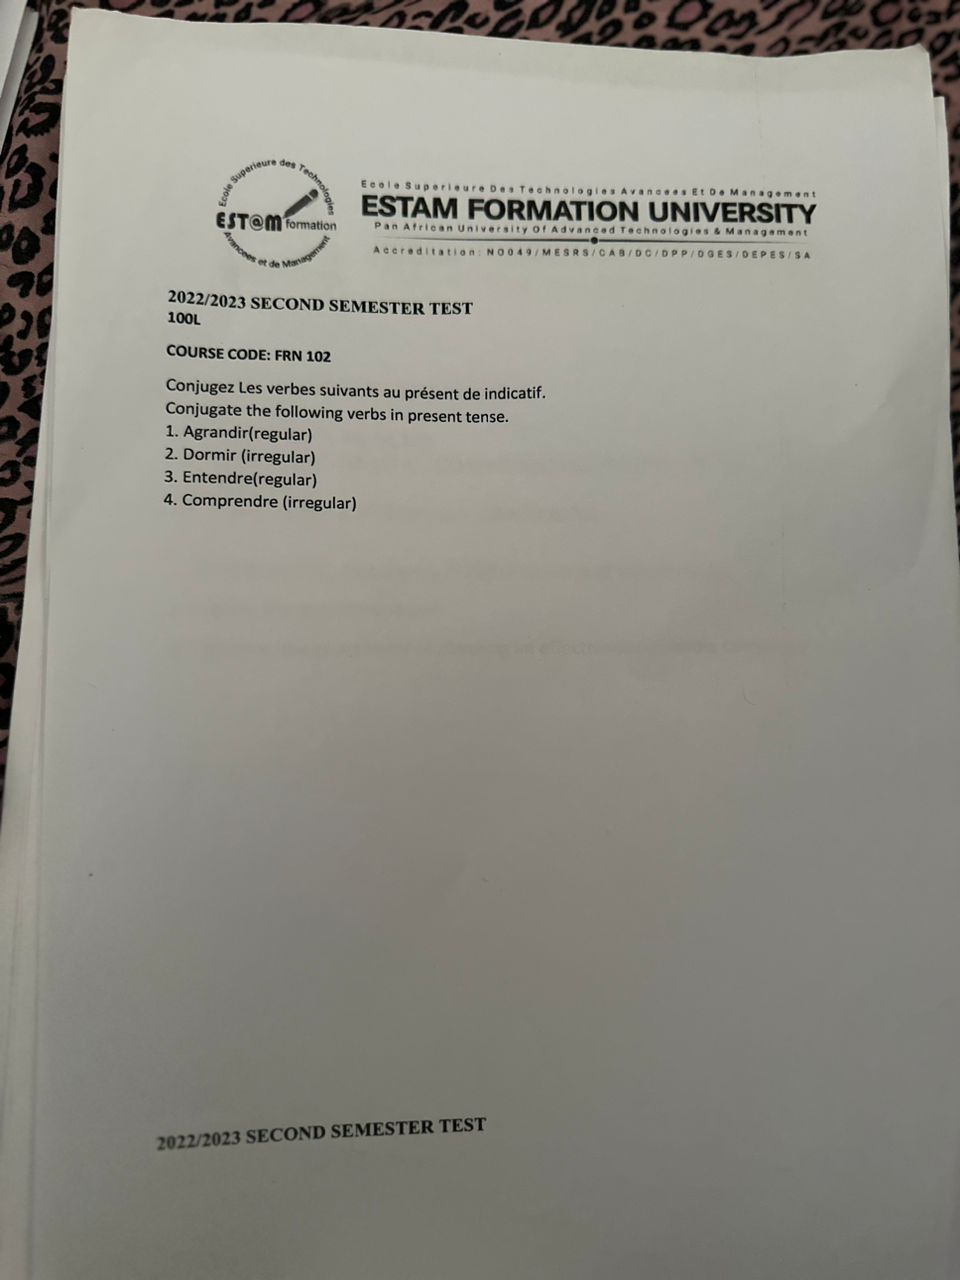 Ecole Superieure des Technologies
EST@M formation
Avancees et de Management
Ecole Superieure Des Technologies Avancees Et De Management
ESTAM FORMATION UNIVERSITY
Pan African University Of Advanced Technologies & Management
Accreditation: NO049/MESRS/CAB/DC/DPP/DGES/DEPES/SA
2022/2023 SECOND SEMESTER TEST
100L
COURSE CODE: FRN 102
Conjugez Les verbes suivants au présent de indicatif.
Conjugate the following verbs in present tense.
1. Agrandir(regular)
2. Dormir (irregular)
3. Entendre(regular)
4. Comprendre (irregular)
2022/2023 SECOND SEMESTER TEST